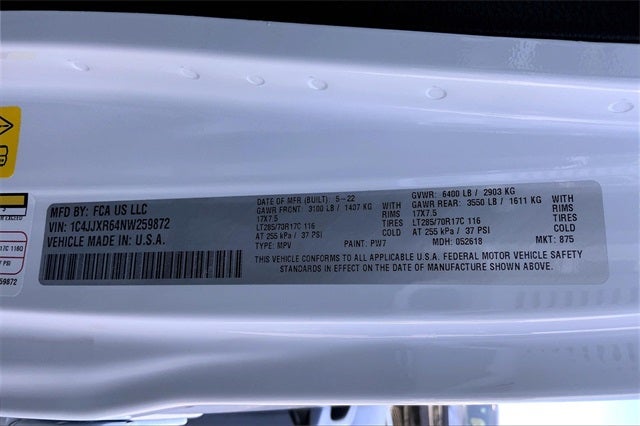 MFD BY: FCA US LLC
VIN: 1C4JJXR64NW259872
VEHICLE MADE IN U.S.A.
DATE OF MFR (BUILT) 5-22
GAWR FRONT: 3100 LB / 1407 KG WITH
17X7.5 RIMS
LT285/70R17C 116 TIRES
AT 255 kPa / 37 PSI COLD
TYPE: MPV PAINT: PW7
GVWR: 6400 LB / 2903 KG
GAWR REAR: 3550 LB / 1611 KG WITH
17X7.5 RIMS
LT285/70R17C 116 TIRES
AT 255 kPa / 37 PSI COLD
MDH: 052618 MKT: 875
THIS VEHICLE CONFORMS TO ALL APPLICABLE U.S.A. FEDERAL MOTOR VEHICLE SAFETY
STANDARDS IN EFFECT ON THE DATE OF MANUFACTURE SHOWN ABOVE.
17C 116Q
PSI
59872